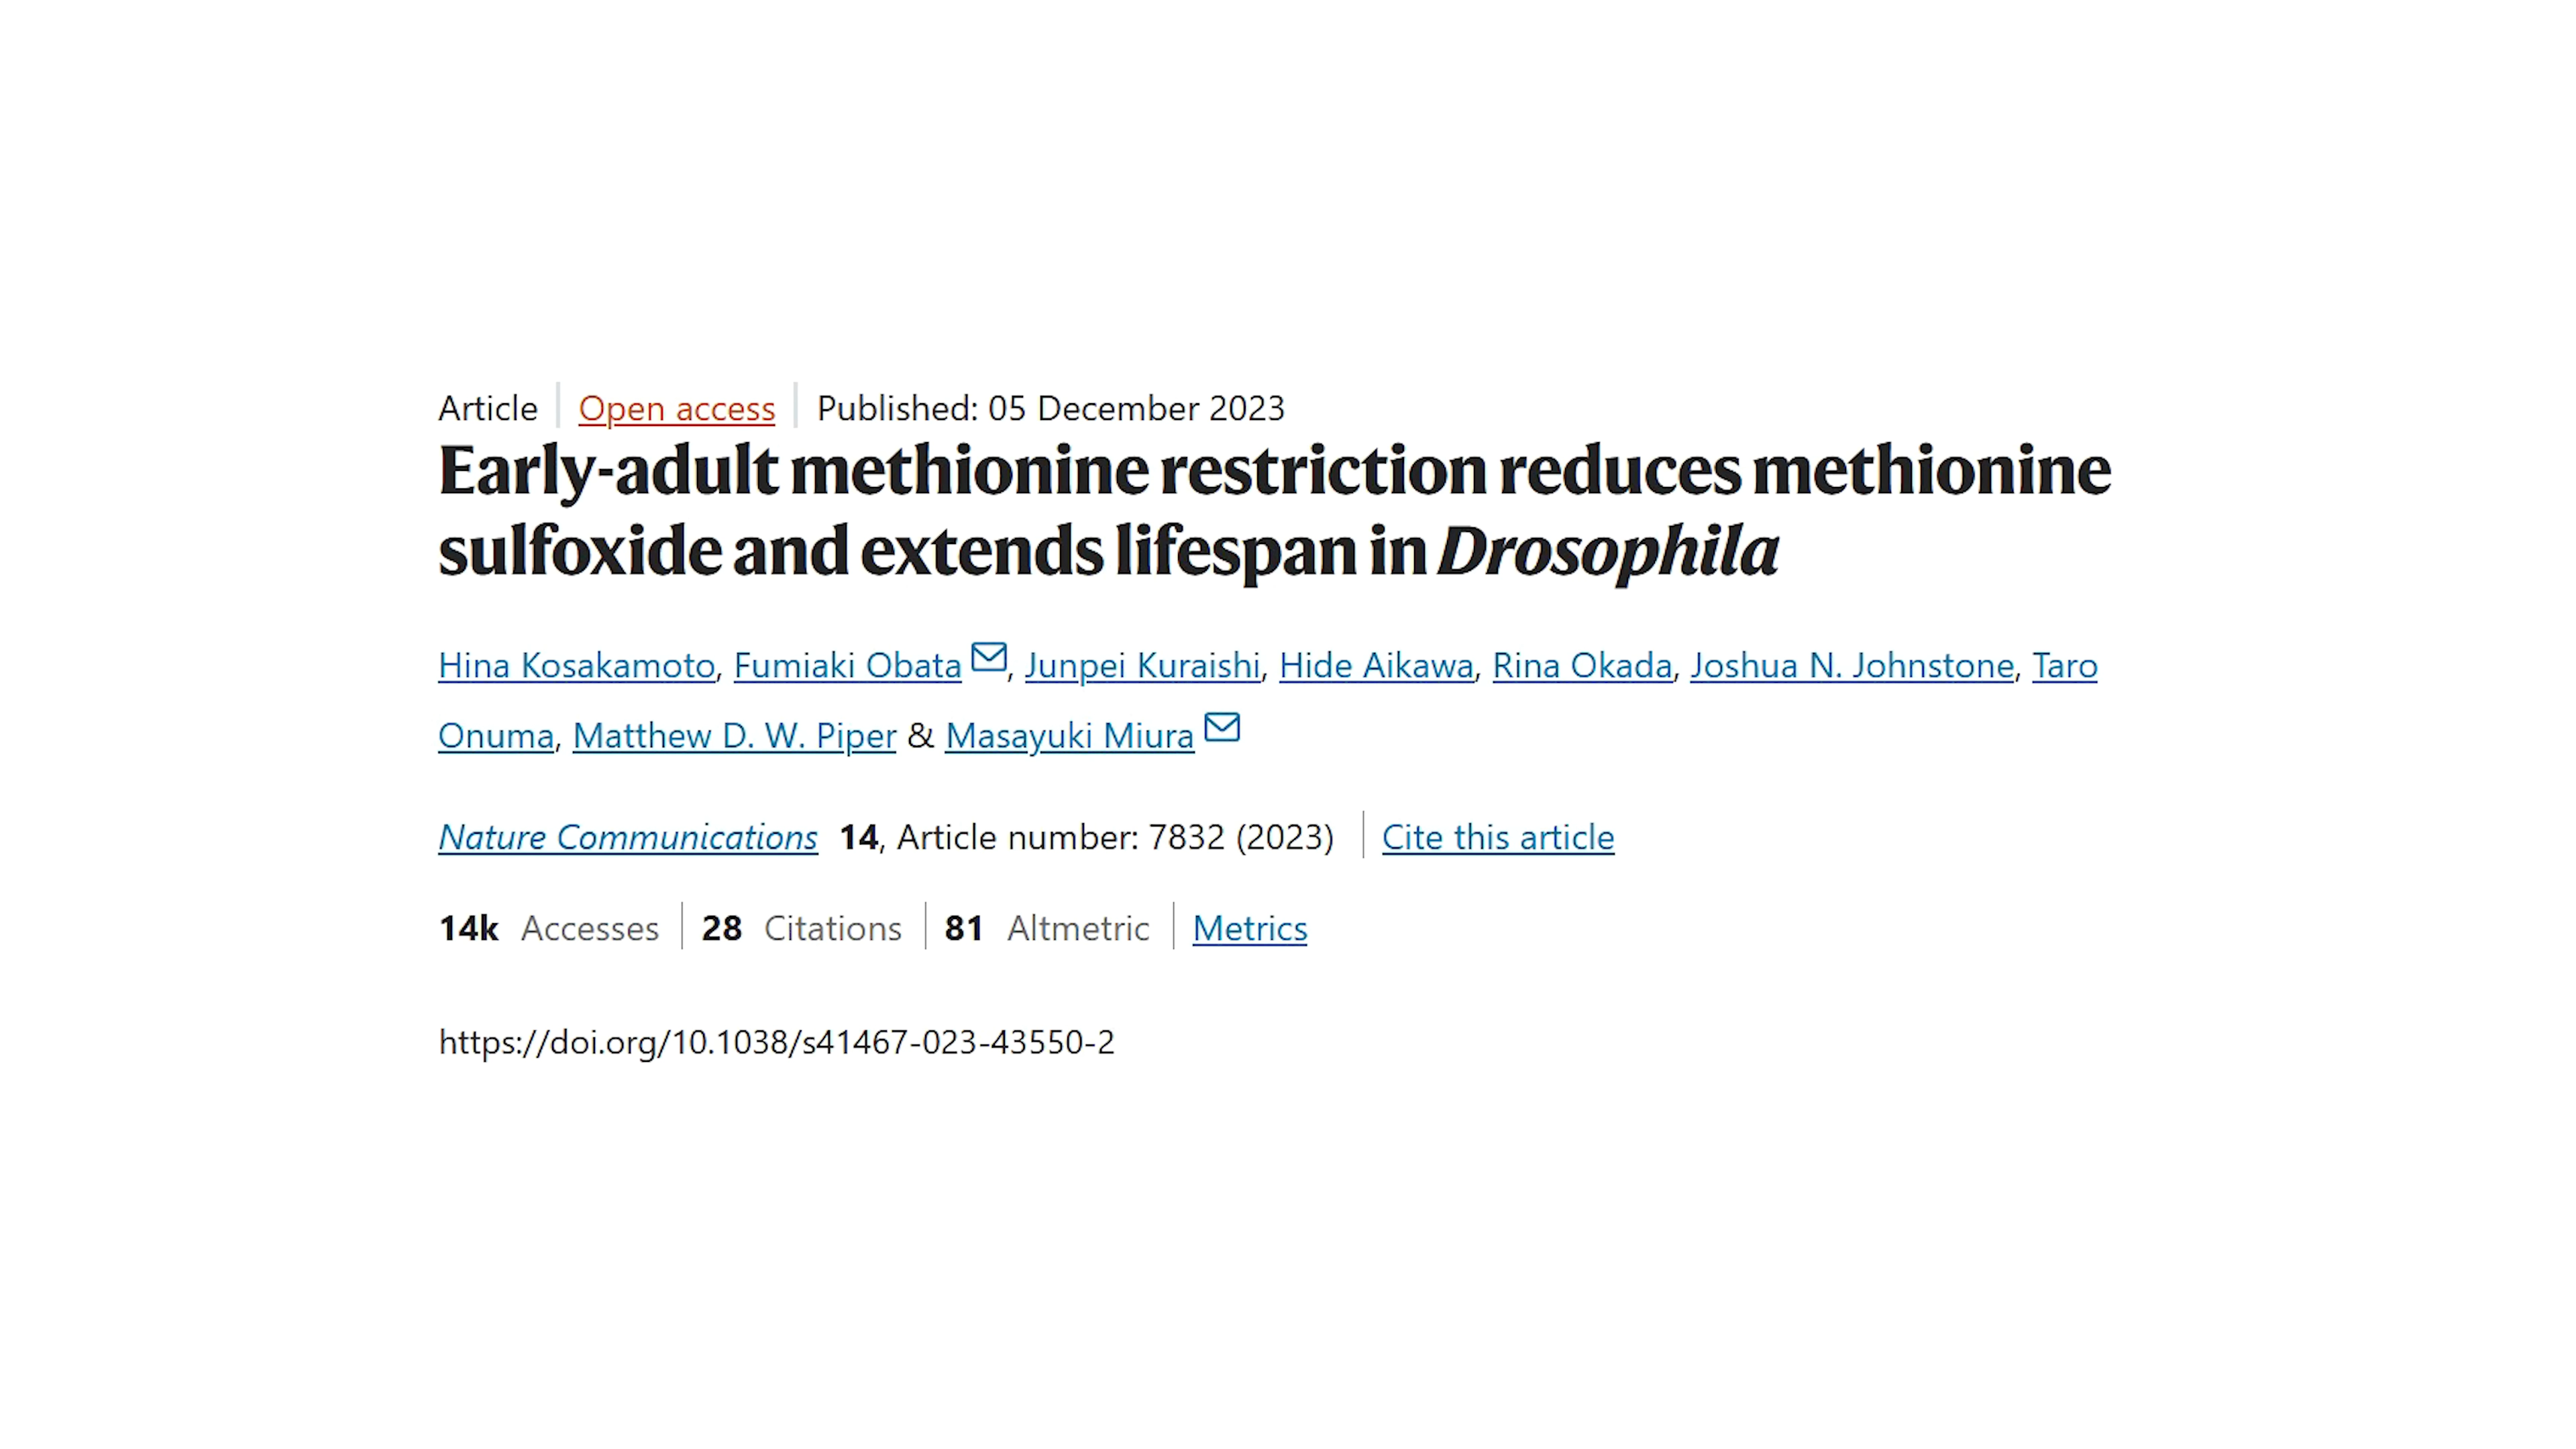 Article | Open access | Published: 05 December 2023
Early-adult methionine restriction reduces methionine
sulfoxide and extends lifespan in Drosophila
Hina Kosakamoto, Fumiaki Obata, Junpei Kuraishi, Hide Aikawa, Rina Okada, Joshua N. Johnstone, Taro
Onuma, Matthew D. W. Piper & Masayuki Miura
Nature Communications 14, Article number: 7832 (2023) | Cite this article
14k Accesses | 28 Citations | 81 Altmetric | Metrics
https://doi.org/10.1038/s41467-023-43550-2